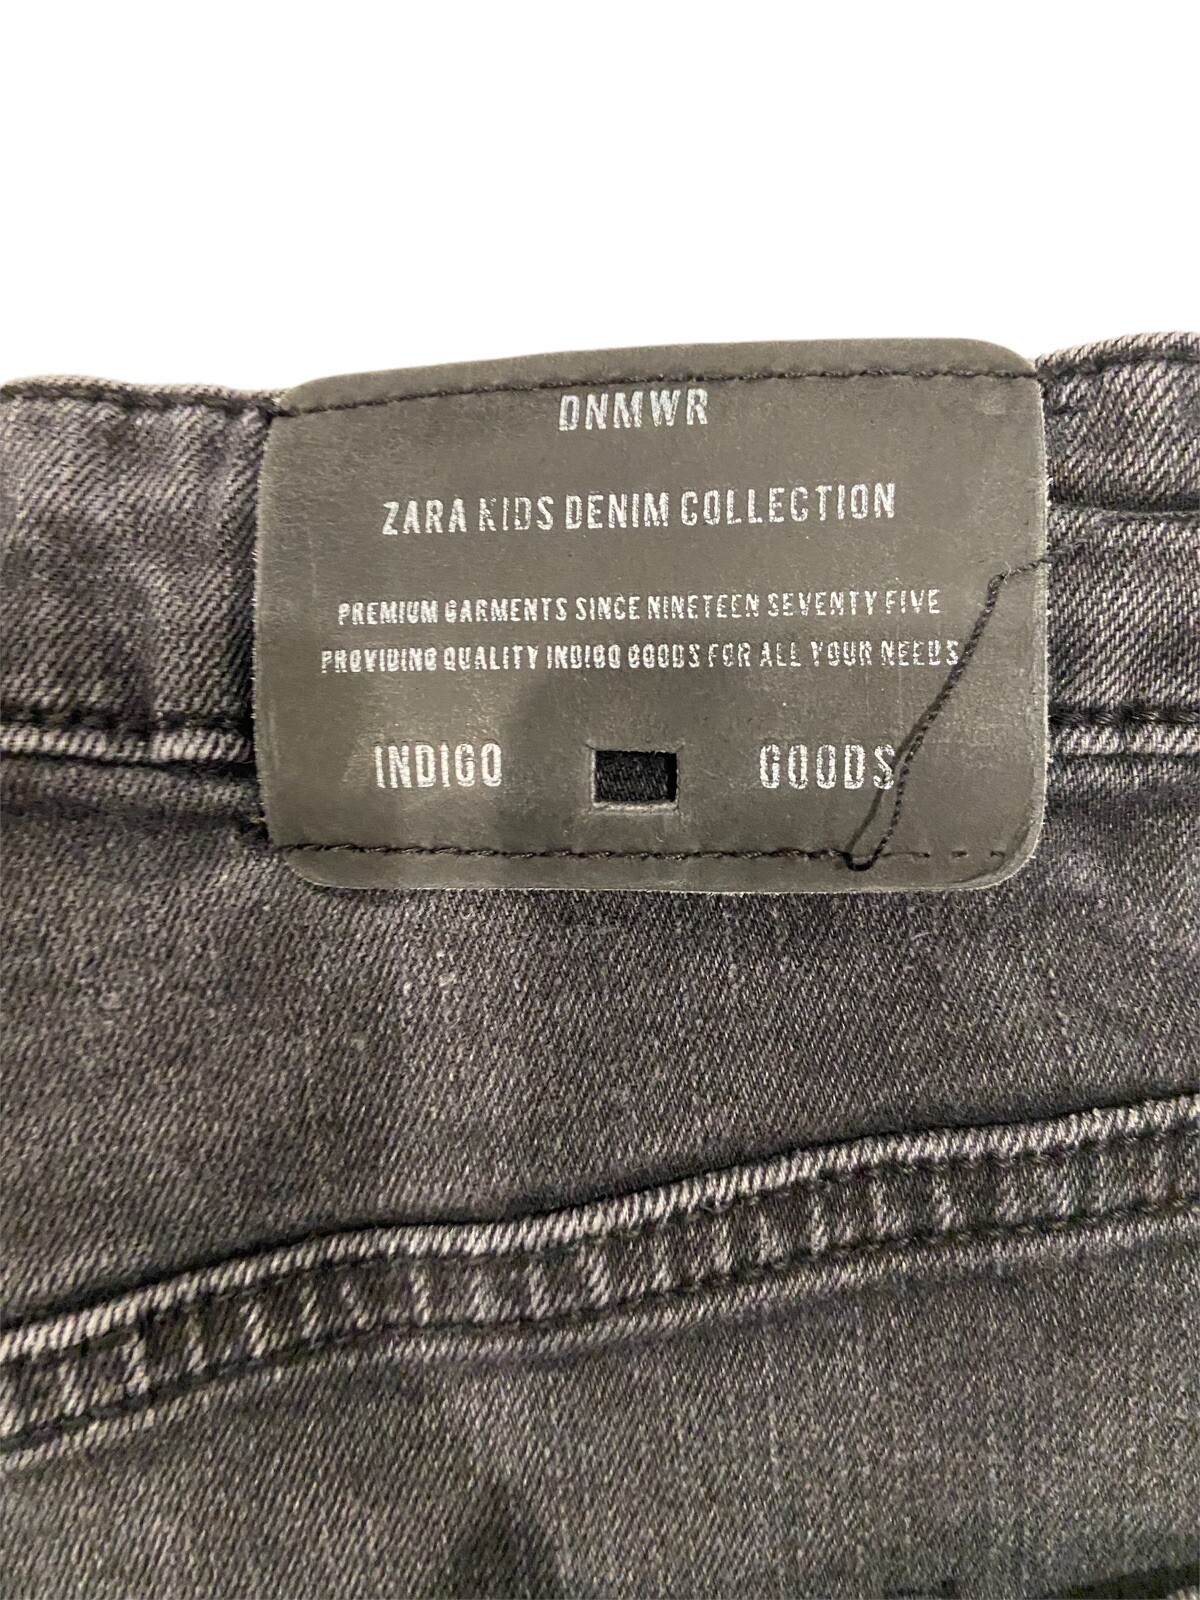 DNMWR
ZARA KIDS DENIM COLLECTION
PREMIUM GARMENTS SINCE NINETEEN SEVENTY FIVE
PROVIDING QUALITY INDIGO GOODS FOR ALL YOUR NEEDS
INDIGO GOODS